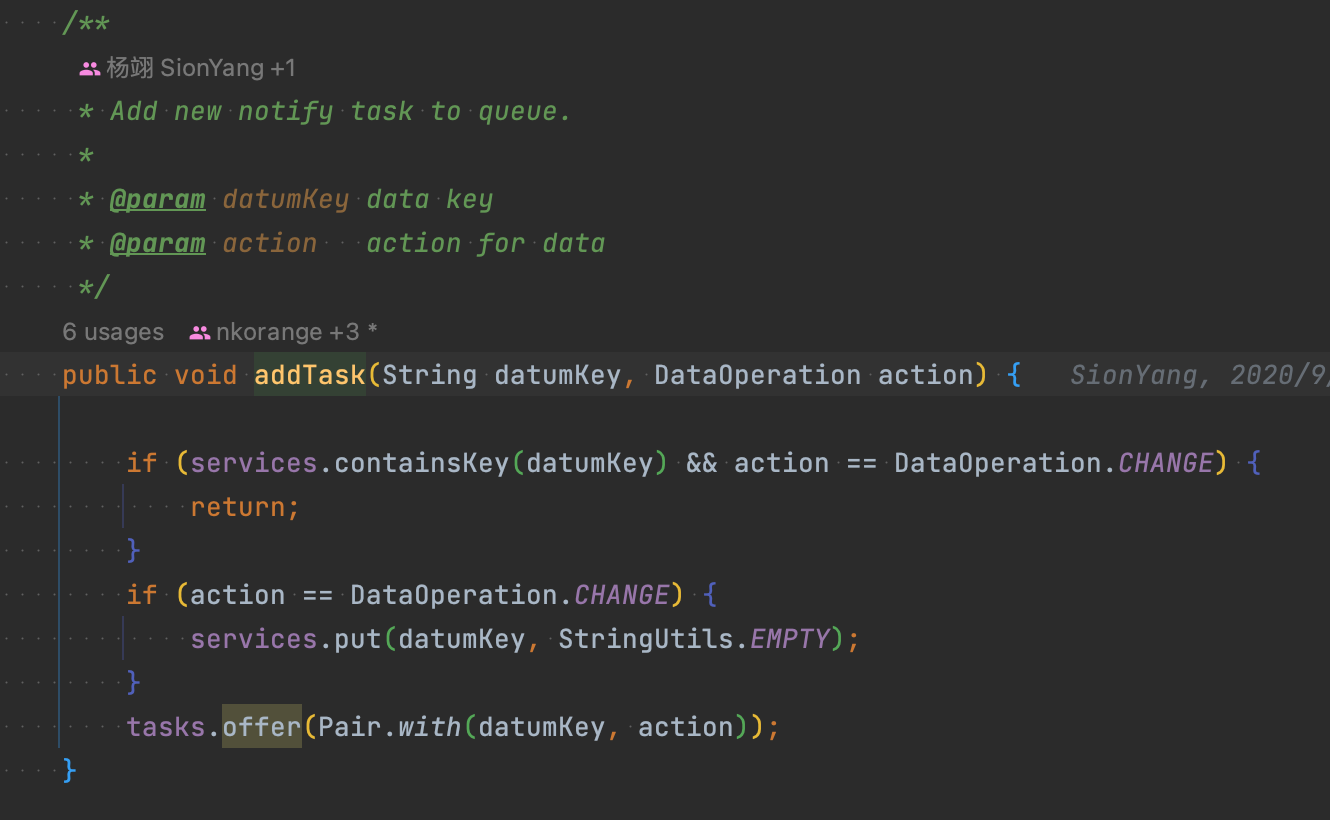 /**
杨翊 SionYang +1
* Add new notify task to queue.
*
* @param datumKey data key
* @param action   action for data
*/
6 usages   nkorange +3 *
public void addTask(String datumKey, DataOperation action) {   SionYang, 2020/9/
if (services.containsKey(datumKey) && action == DataOperation.CHANGE) {
return;
}
if (action == DataOperation.CHANGE) {
services.put(datumKey, StringUtils.EMPTY);
}
tasks.offer(Pair.with(datumKey, action));
}